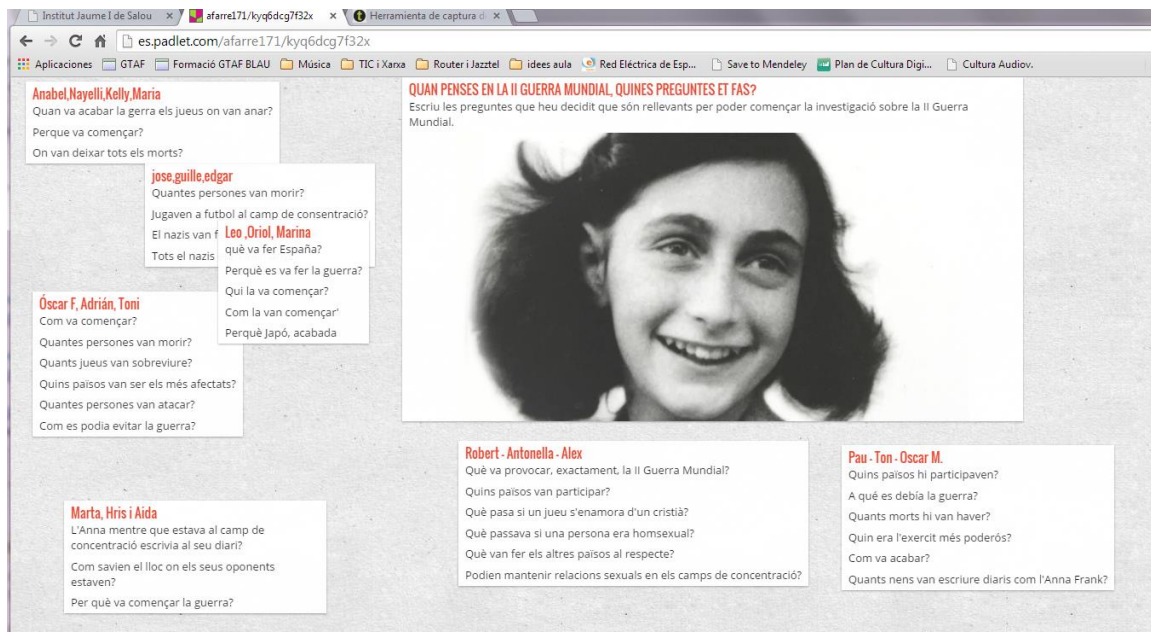 Institut Jaume I de Salou
afarre171/kyq6dcg7f32x
Herramienta de captura d
es.padlet.com/afarre171/kyq6dcg7f32x
Aplicaciones GTAF Formació GTAF BLAU Música TIC i Xarxa Router i Jazztel idees aula Red Eléctrica de Esp... Save to Mendeley Plan de Cultura Digi... Cultura Audiov.
Anabel,Nayelli,Kelly,Maria
Quan va acabar la gerra els jueus on van anar?
Perque va començar?
On van deixar tots els morts?
jose,guille,edgar
Quantes persones van morir?
Jugaven a futbol al camp de consentració?
El nazis van f
Tots el nazis
Leo ,Oriol, Marina
què va fer España?
Perquè es va fer la guerra?
Qui la va començar?
Com la van començar'
Perquè Japó, acabada
Óscar F, Adrián, Toni
Com va començar?
Quantes persones van morir?
Quants jueus van sobreviure?
Quins països van ser els més afectats?
Quantes persones van atacar?
Com es podia evitar la guerra?
Marta, Hris i Aida
L'Anna mentre que estava al camp de
concentració escrivia al seu diari?
Com savien el lloc on els seus oponents
estaven?
Per què va començar la guerra?
QUAN PENSES EN LA II GUERRA MUNDIAL, QUINES PREGUNTES ET FAS?
Escriu les preguntes que heu decidit que són rellevants per poder començar la investigació sobre la II Guerra
Mundial.
Robert - Antonella - Alex
Què va provocar, exactament, la II Guerra Mundial?
Quins països van participar?
Què pasa si un jueu s'enamora d'un cristià?
Què passava si una persona era homsexual?
Què van fer els altres països al respecte?
Podien mantenir relacions sexuals en els camps de concentració?
Pau - Ton - Oscar M.
Quins països hi participaven?
A qué es debía la guerra?
Quants morts hi van haver?
Quin era l'exercit més poderós?
Com va acabar?
Quants nens van escriure diaris com l'Anna Frank?